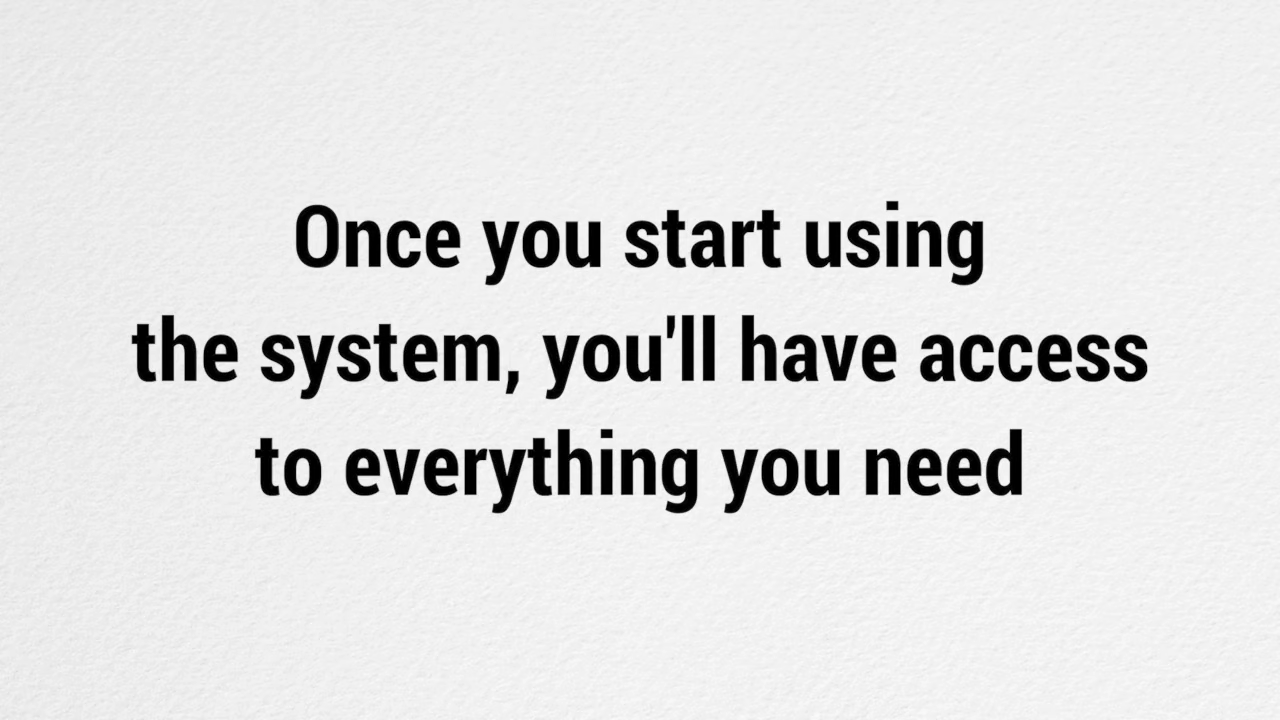 Once you start using
the system, you'll have access
to everything you need